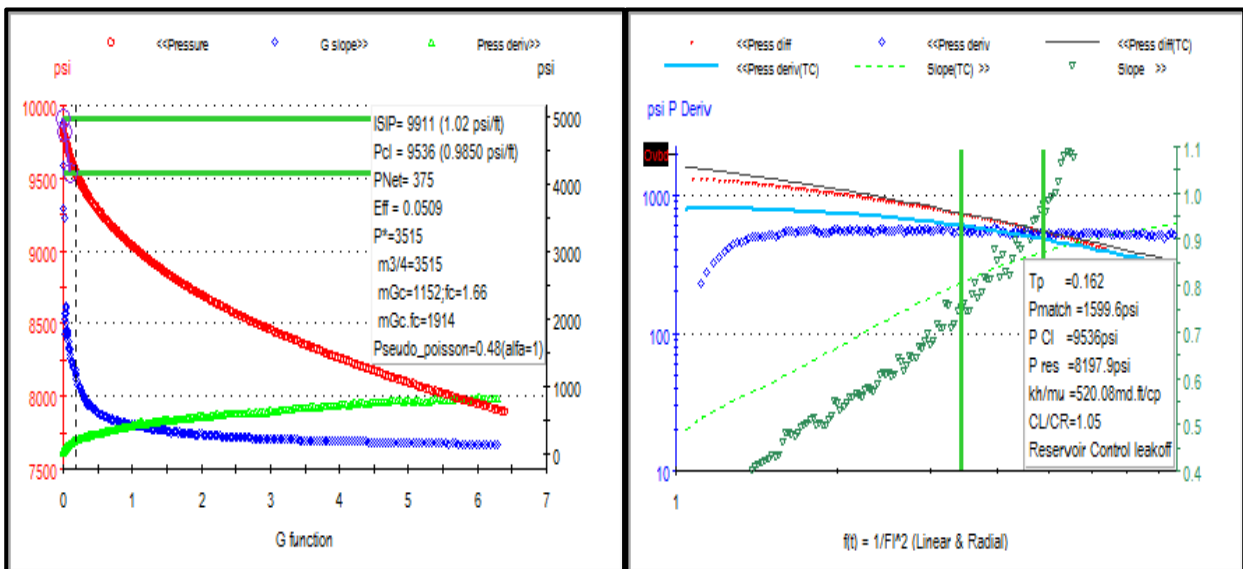 <<Pressure G slope>> Press deriv>>
psi psi
10000
9500
9000
8500
8000
7500
5000
4000
3000
2000
1000
0
ISIP= 9911 (1.02 psi/ft)
Pcl = 9536 (0.9850 psi/ft)
PNet= 375
Eff = 0.0509
P*=3515
m3/4=3515
mGc=1152;fc=1.66
mGc.fc=1914
Pseudo_poisson=0.48(alfa=1)
0 1 2 3 4 5 6 7
G function
<<Press diff <<Press deriv <<Press diff(TC)
<<Press deriv(TC) Slope(TC) >> Slope >>
psi P Deriv
1000
100
10
1.1
1.0
0.9
0.8
0.7
0.6
0.5
0.4
Tp =0.162
Pmatch =1599.6psi
P Cl =9536psi
P res =8197.9psi
kh/mu =520.08md.ft/cp
CL/CR=1.05
Reservoir Control leakoff
1
f(t) = 1/Fl^2 (Linear & Radial)